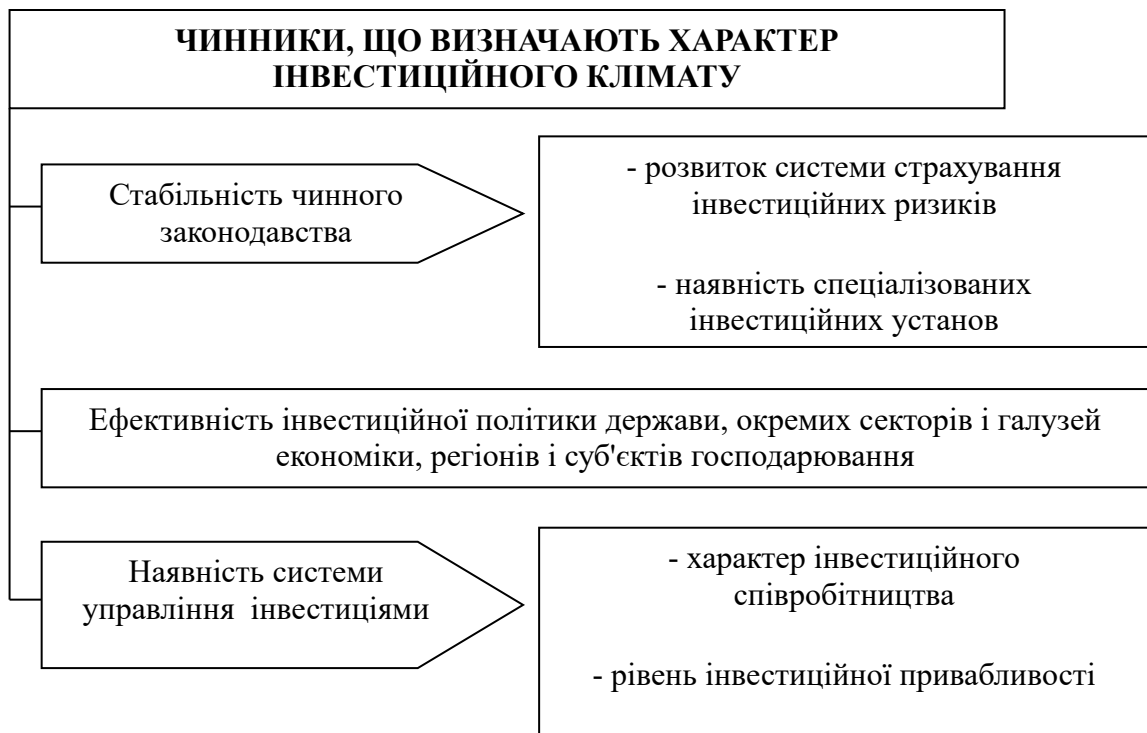 ЧИННИКИ, ЩО ВИЗНАЧАЮТЬ ХАРАКТЕР
ІНВЕСТИЦІЙНОГО КЛІМАТУ
Стабільність чинного
законодавства
- розвиток системи страхування
інвестиційних ризиків
- наявність спеціалізованих
інвестиційних установ
Ефективність інвестиційної політики держави, окремих секторів і галузей
економіки, регіонів і суб'єктів господарювання
Наявність системи
управління інвестиціями
- характер інвестиційного
співробітництва
- рівень інвестиційної привабливості